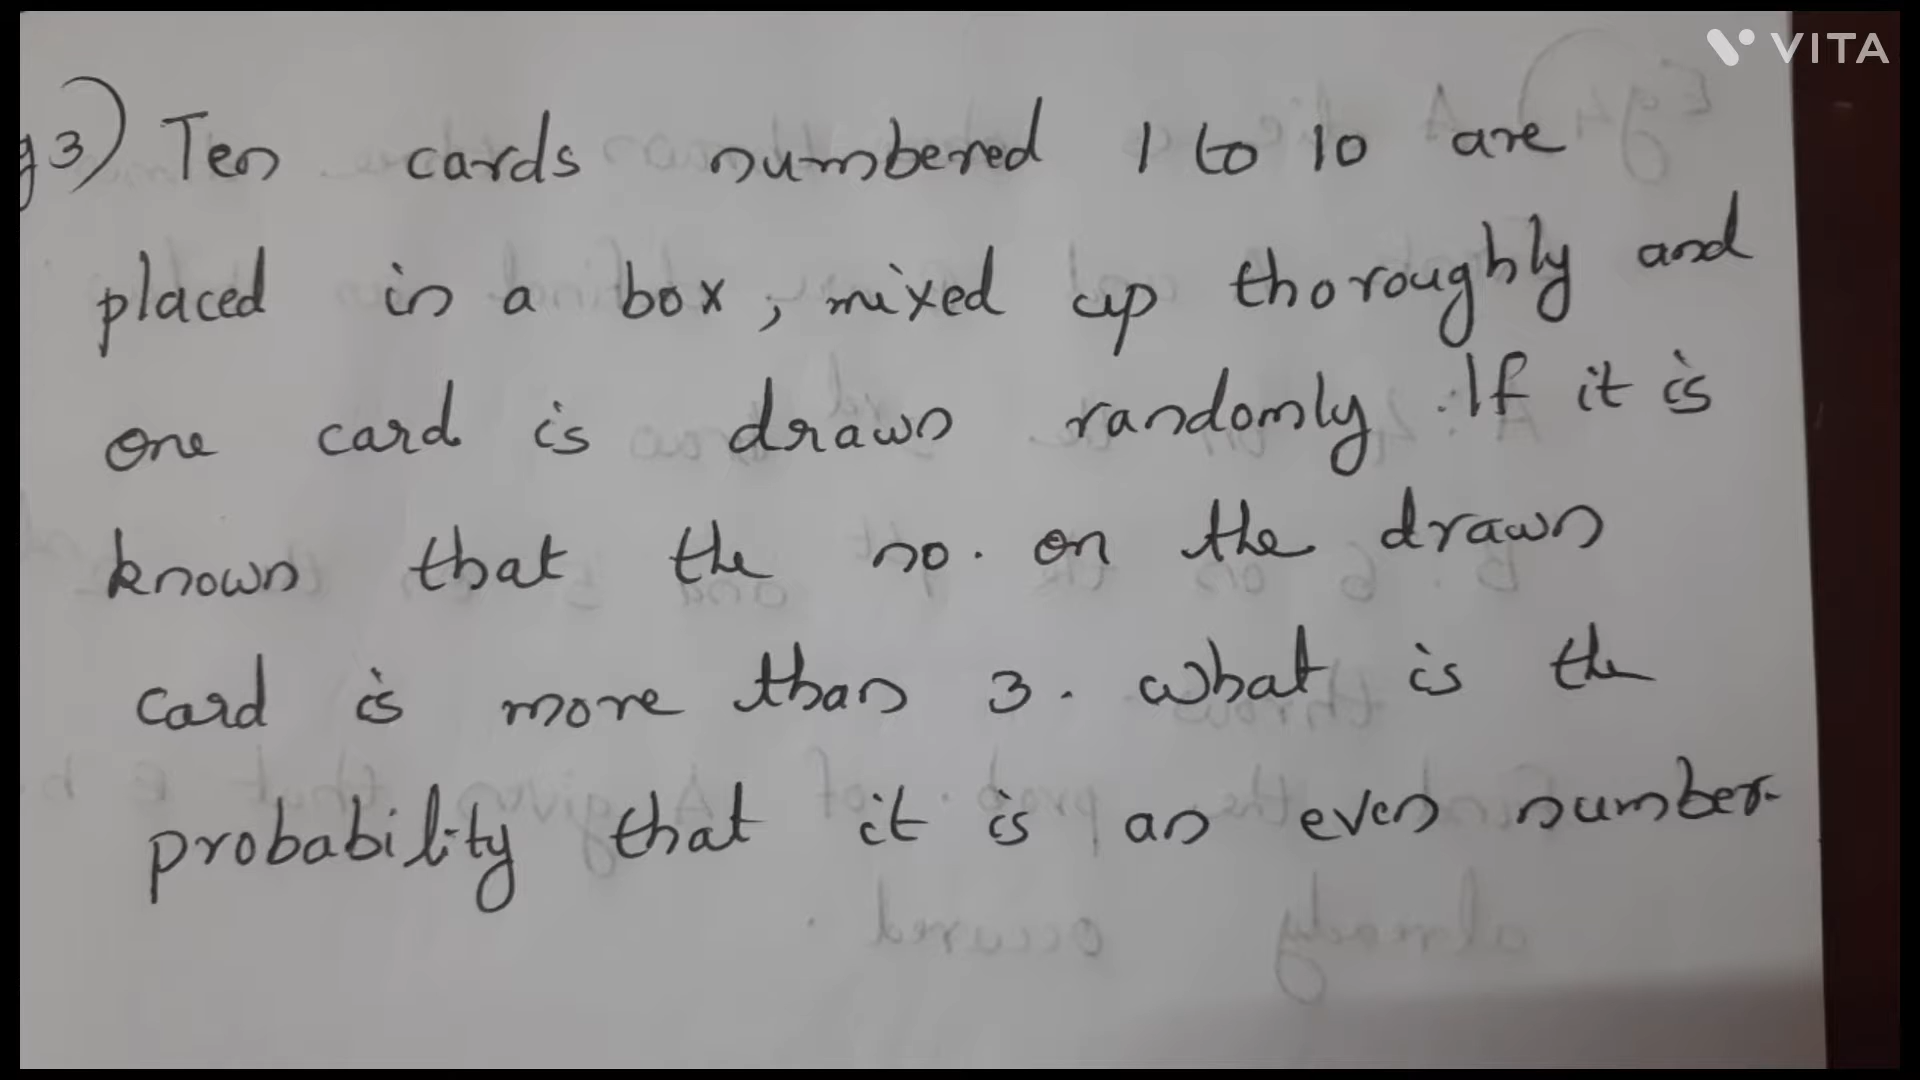 VITA
g3) Ten cards numbered 1 to 10 are
placed in a box, mixed up thoroughly and
one card is drawn randomly. If it is
known that the no. on the drawn
card is more than 3. what is the
probability that it is an even number.